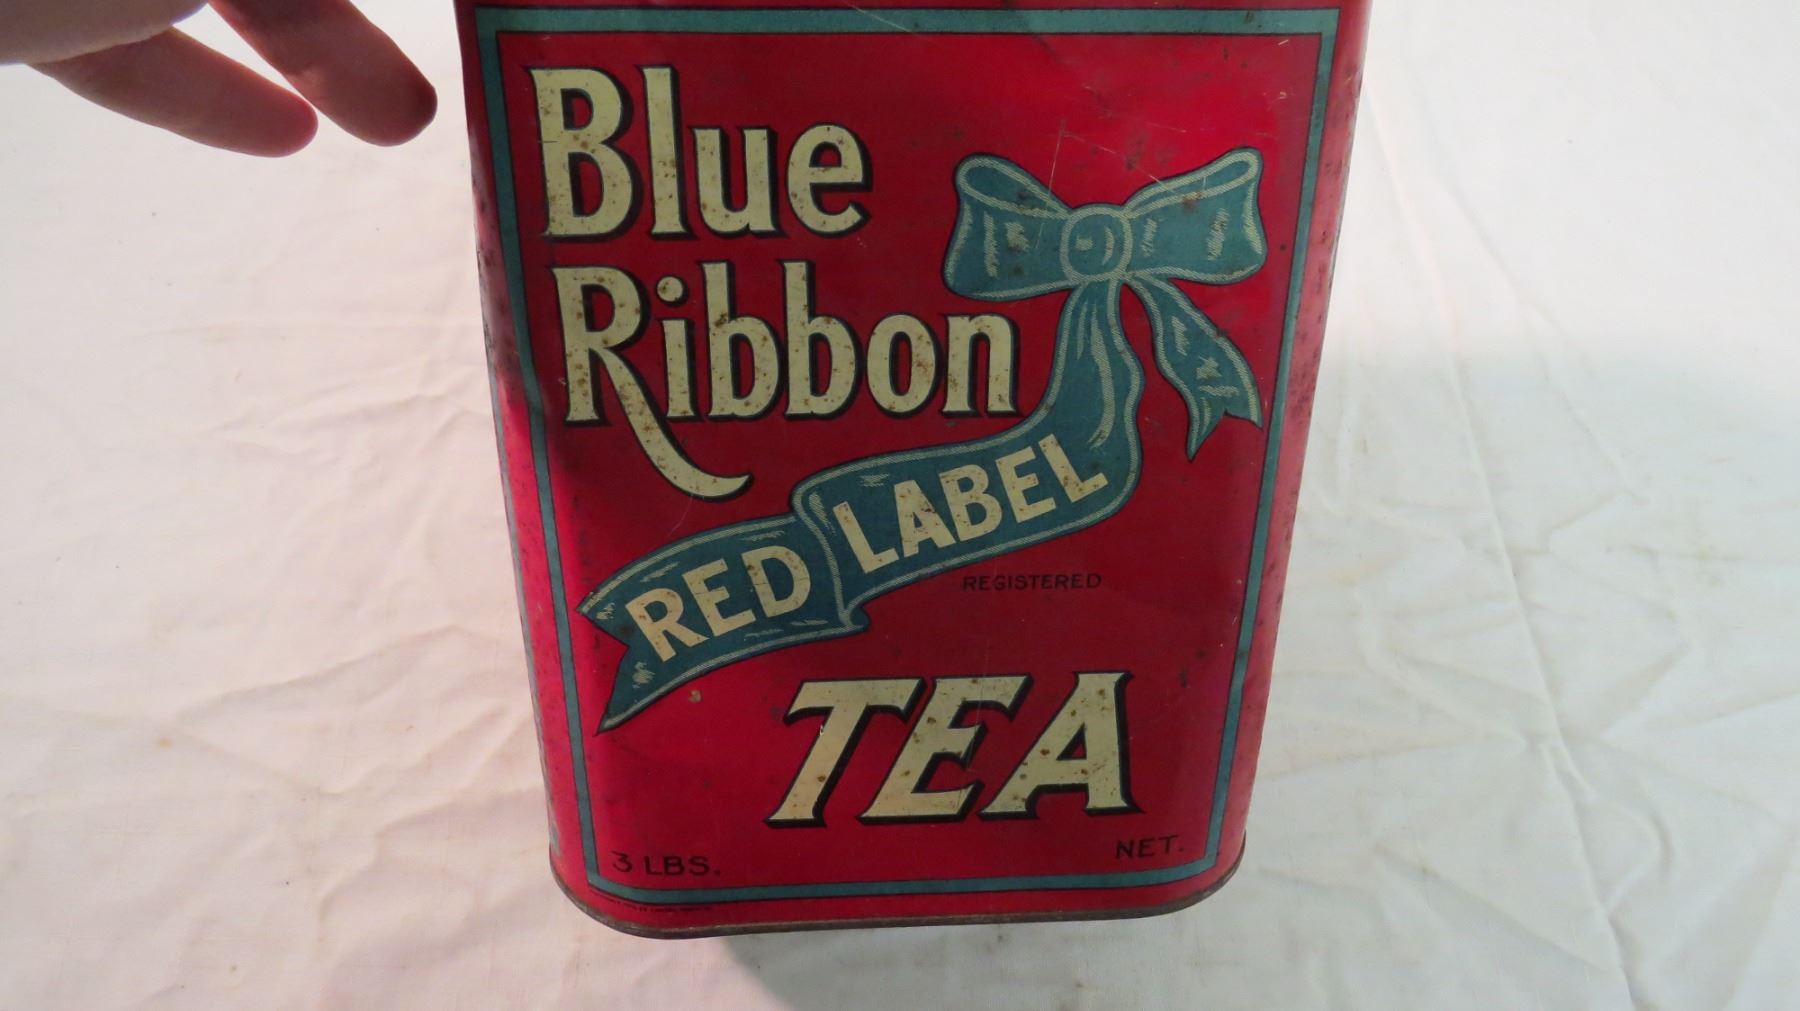 Blue
Ribbon
RED LABEL
REGISTERED
TEA
3 LBS. NET.